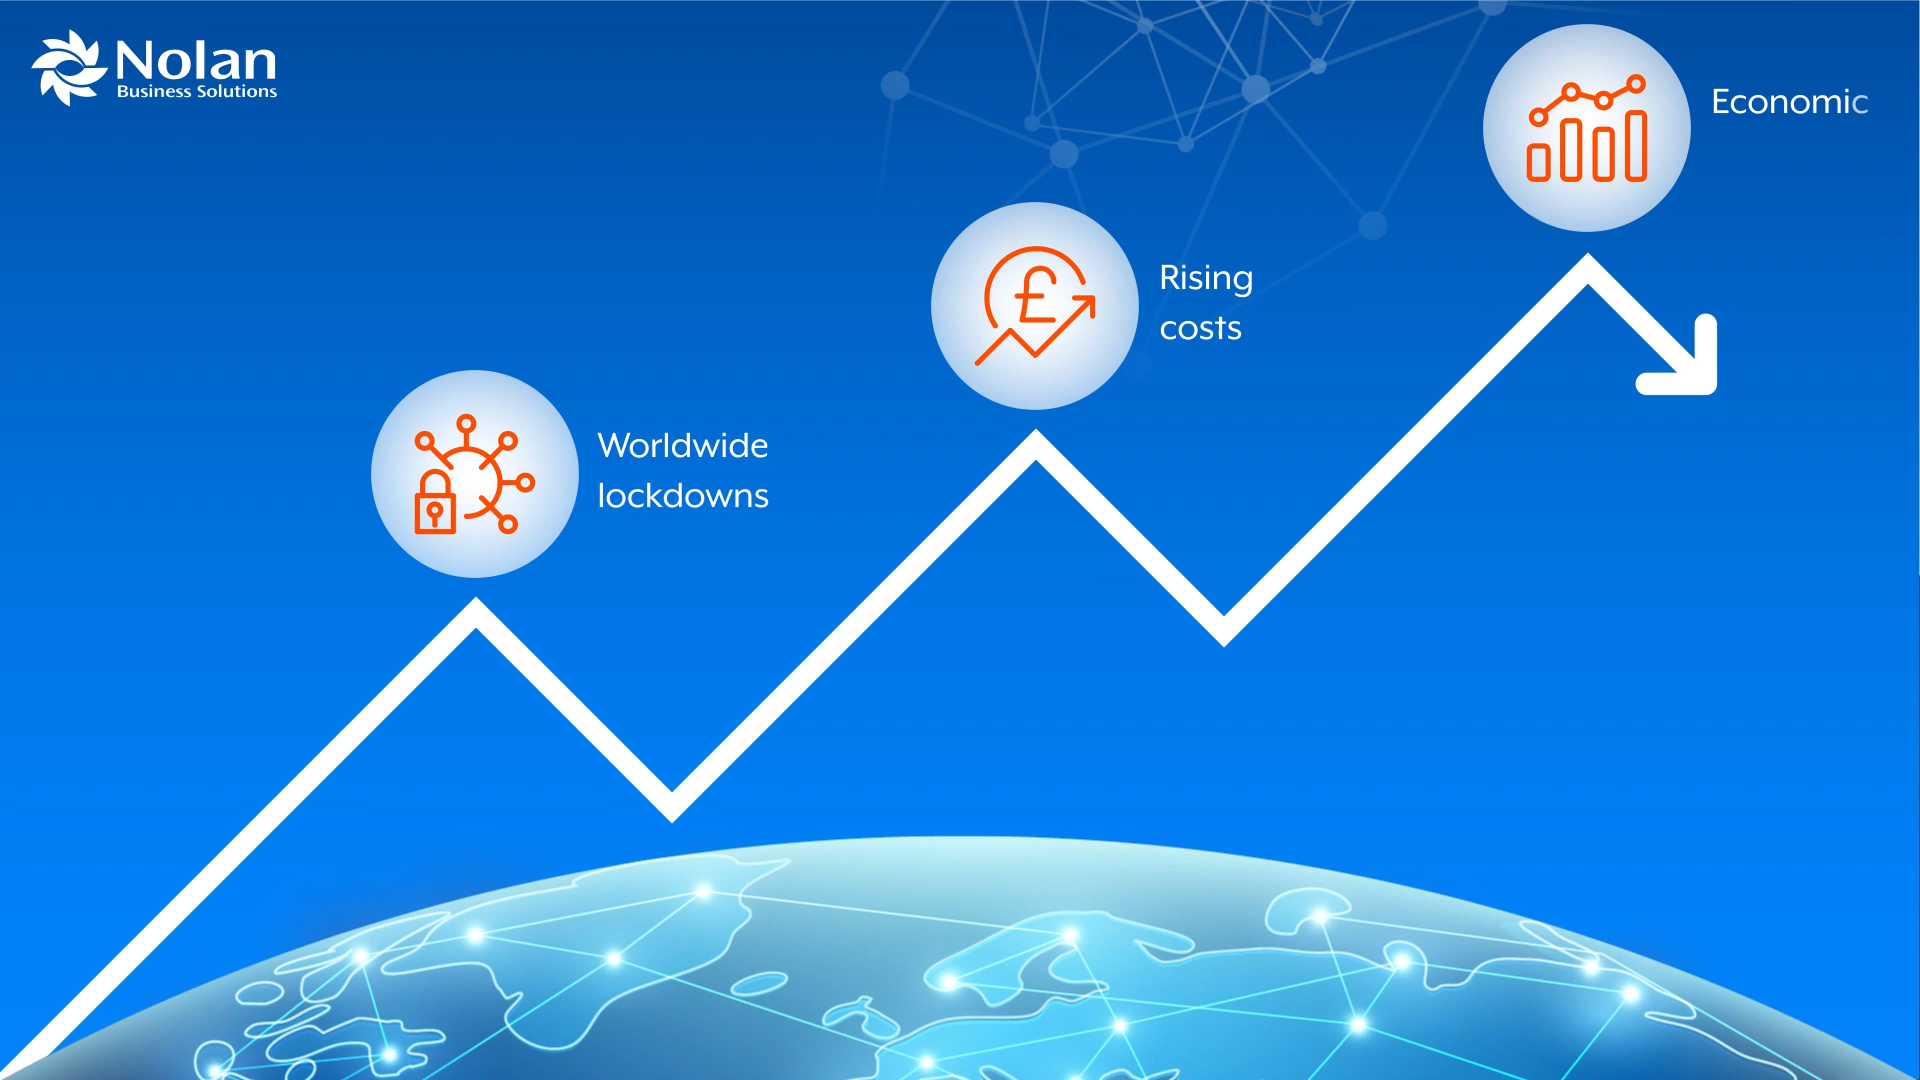 Nolan
Business Solutions
Economic
Rising
costs
Worldwide
lockdowns
£